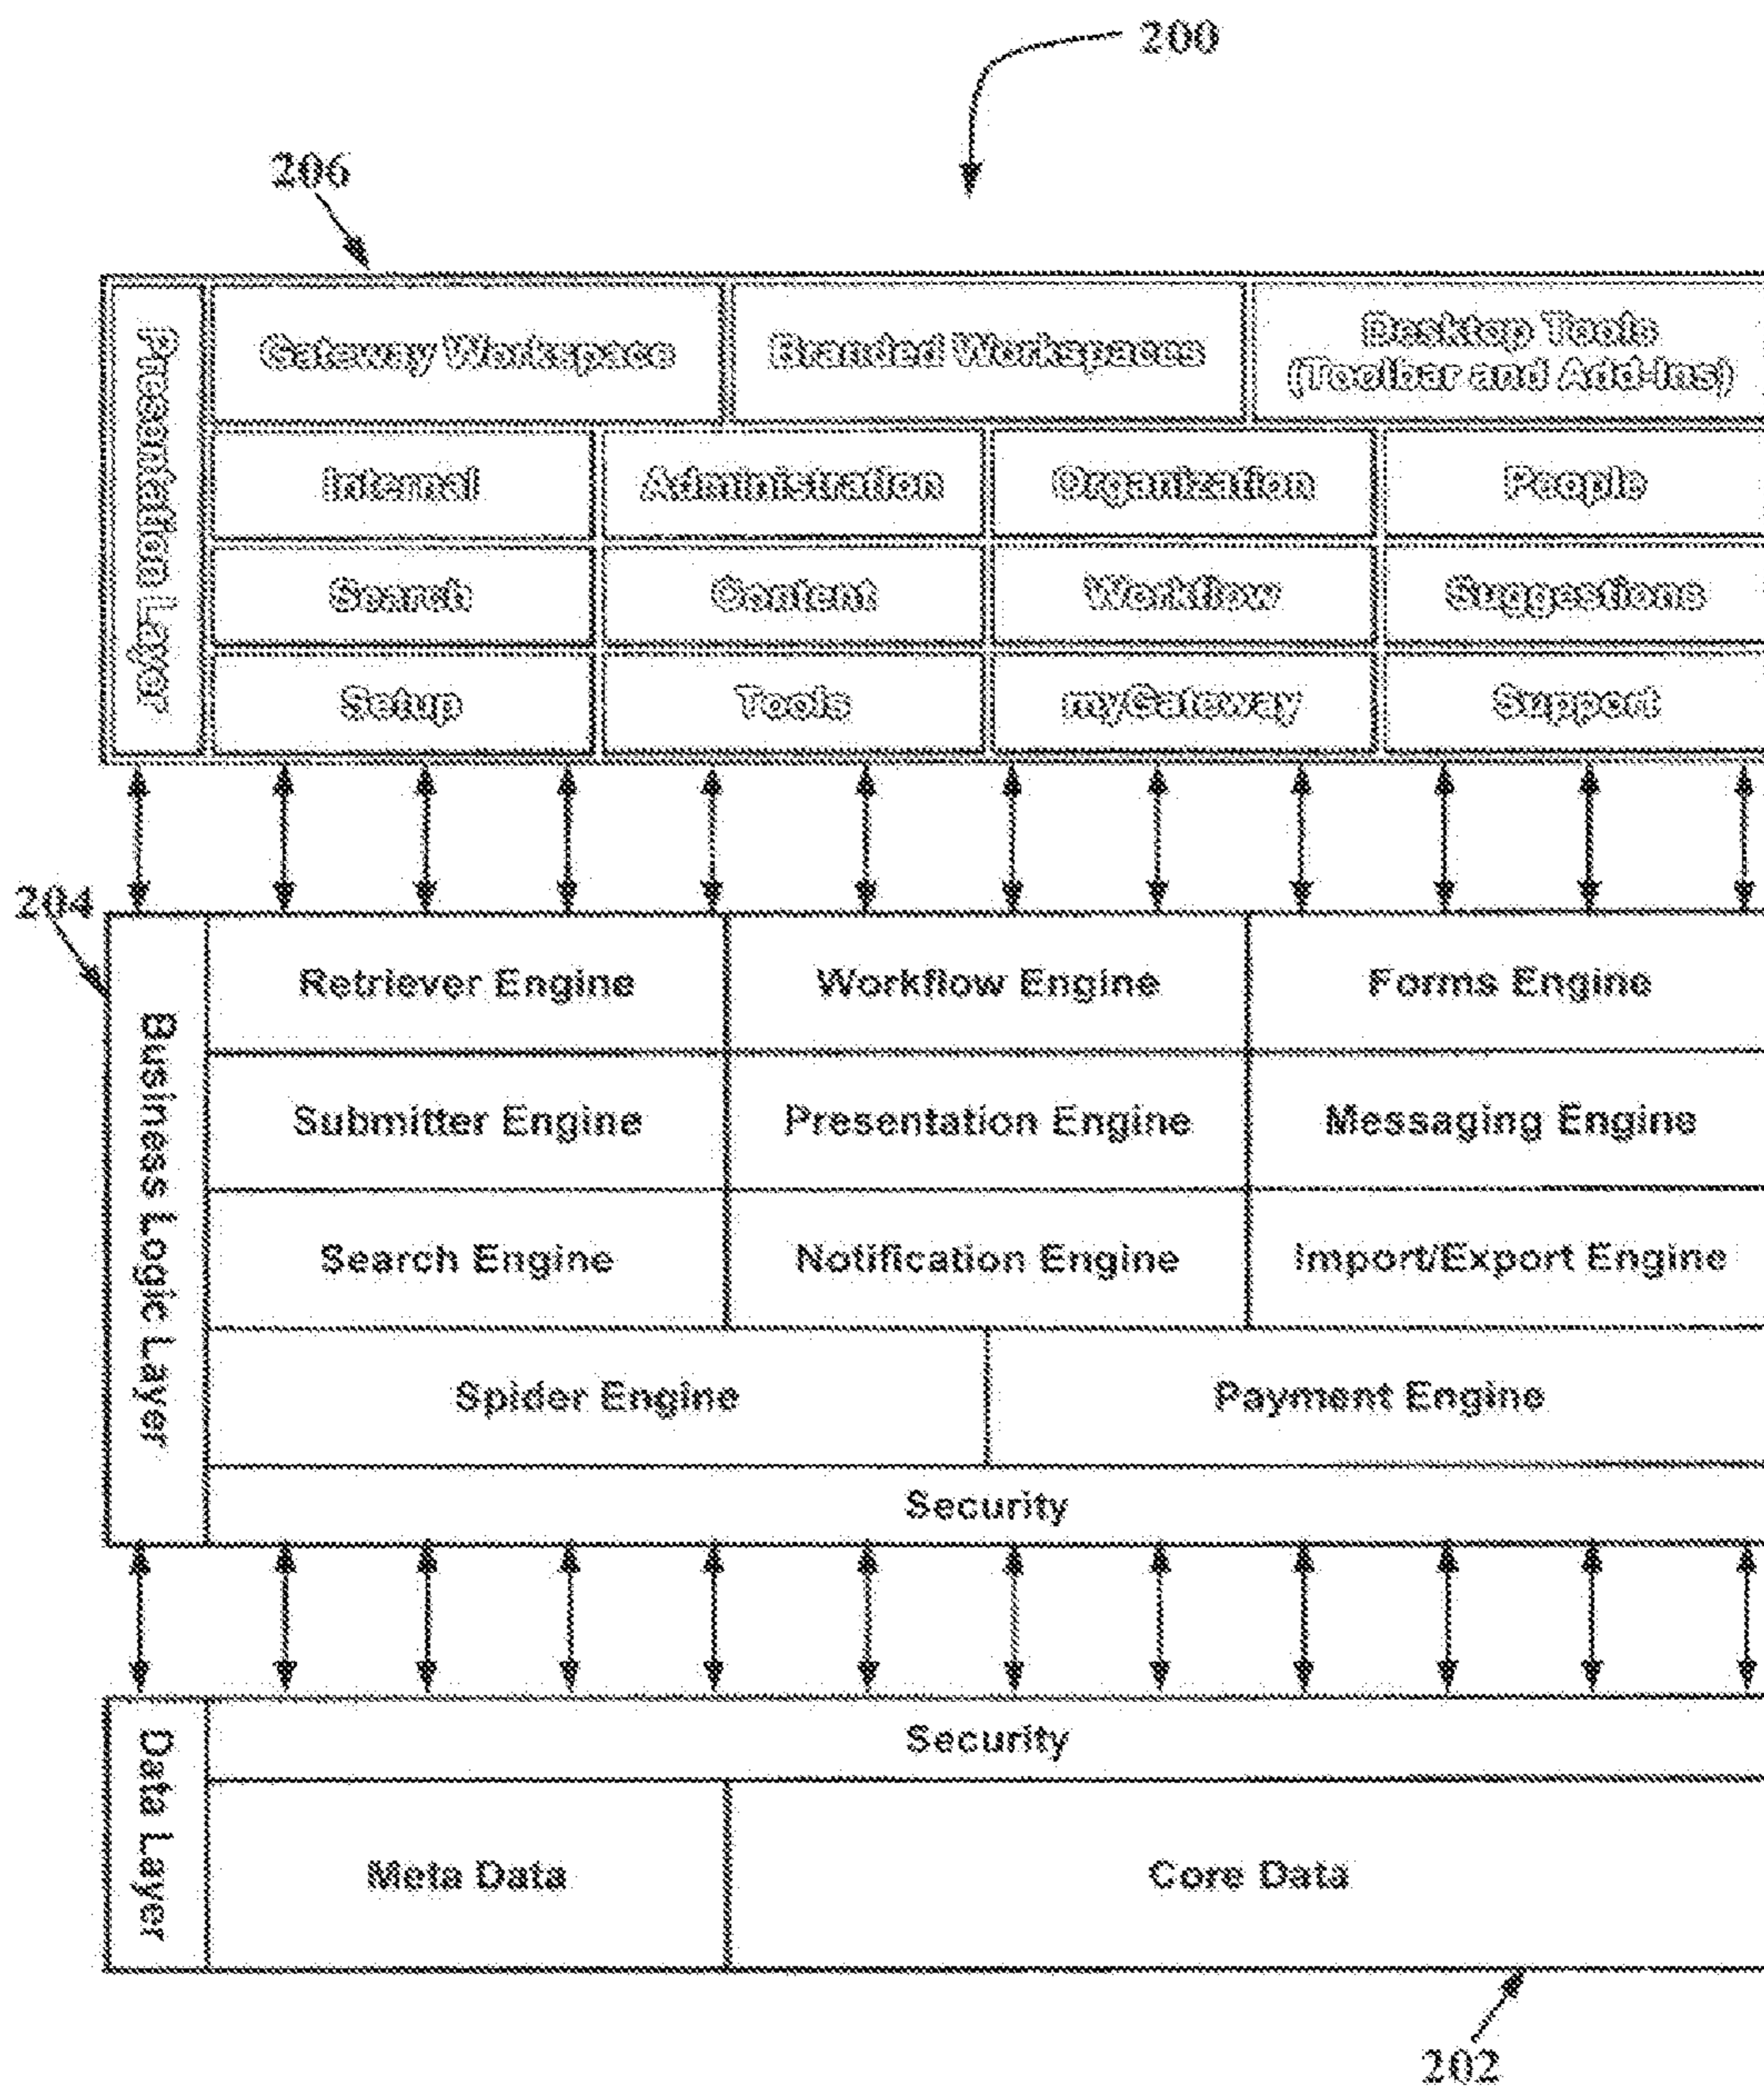 200
206
Presentation Layer
Gateway Workspace
Branded Workspaces
Desktop Tools
(Toolbar and Add-Ins)
Internal
Administration
Organization
People
Search
Content
Workflow
Suggestions
Setup
Tools
myGateway
Support
204
Business Logic Layer
Retriever Engine
Workflow Engine
Forms Engine
Submitter Engine
Presentation Engine
Messaging Engine
Search Engine
Notification Engine
Import/Export Engine
Spider Engine
Payment Engine
Security
Data Layer
Security
Meta Data
Core Data
202